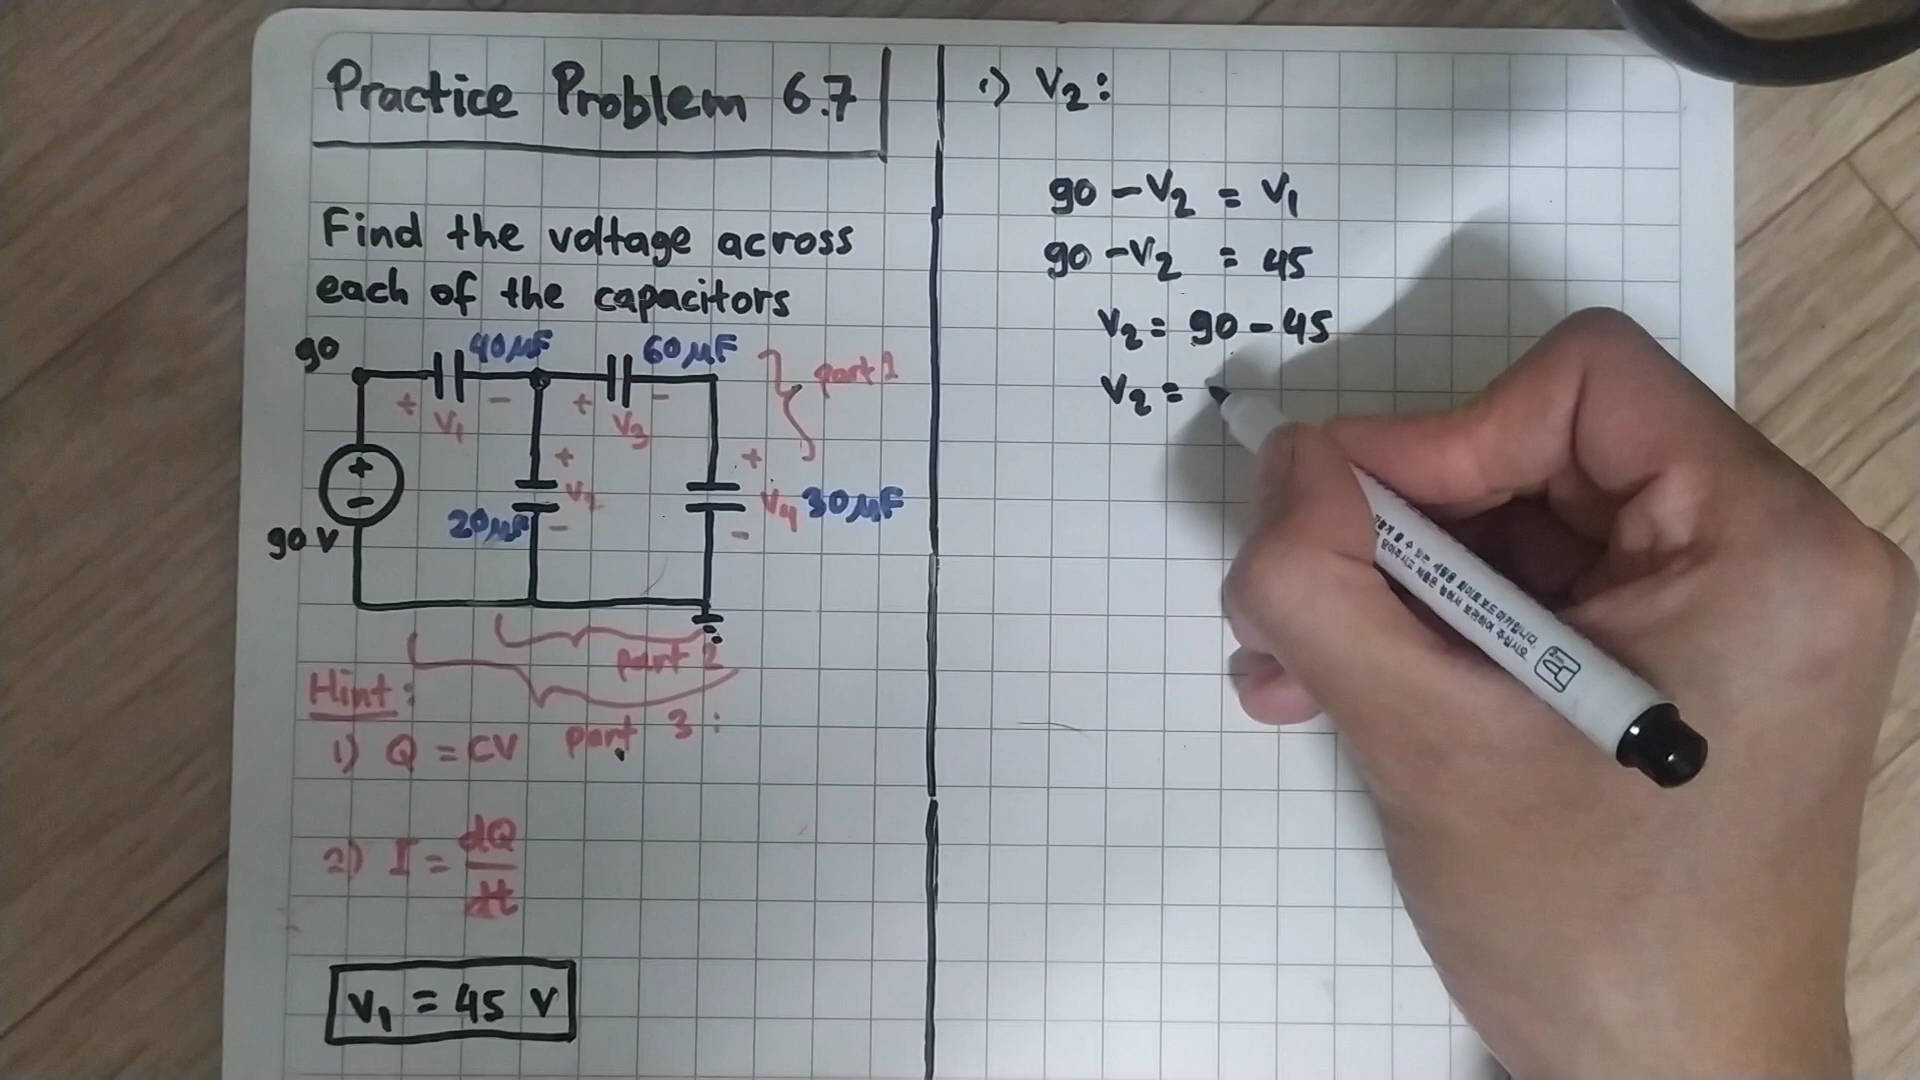 Practice Problem 6.7
Find the voltage across
each of the capacitors
90
40μF
60μF
part 1
+ V1 -
+ V3 -
+
-
90 V
+
V2
-
20μF
+
V4
-
30μF
part 2
part 3 :
Hint :
1) Q = CV
2) I = dQ
dt
V1 = 45 V
V2 :
90 - V2 = V1
90 - V2 = 45
V2 = 90 - 45
V2 =